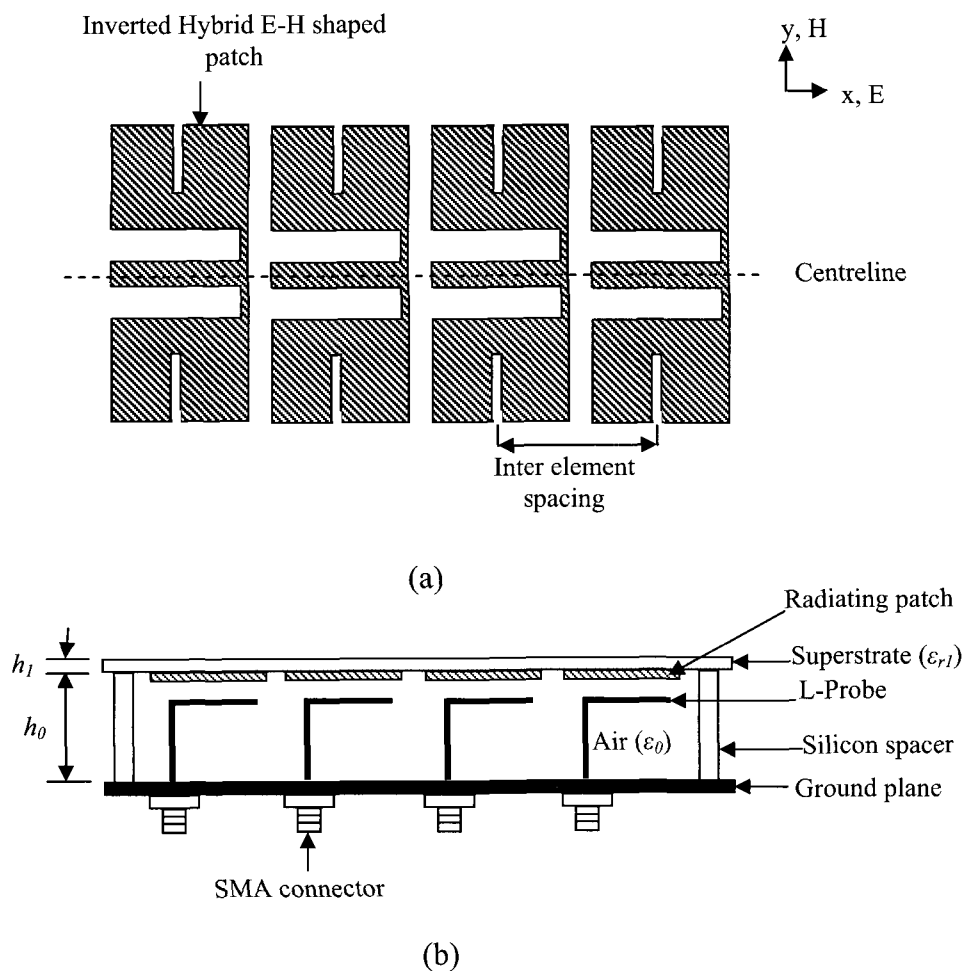 Inverted Hybrid E-H shaped
patch
y, H
x, E
Centreline
Inter element
spacing
(a)
Radiating patch
h₁
Superstrate (εᵣ₁)
L-Probe
h₀
Air (ε₀)
Silicon spacer
Ground plane
SMA connector
(b)